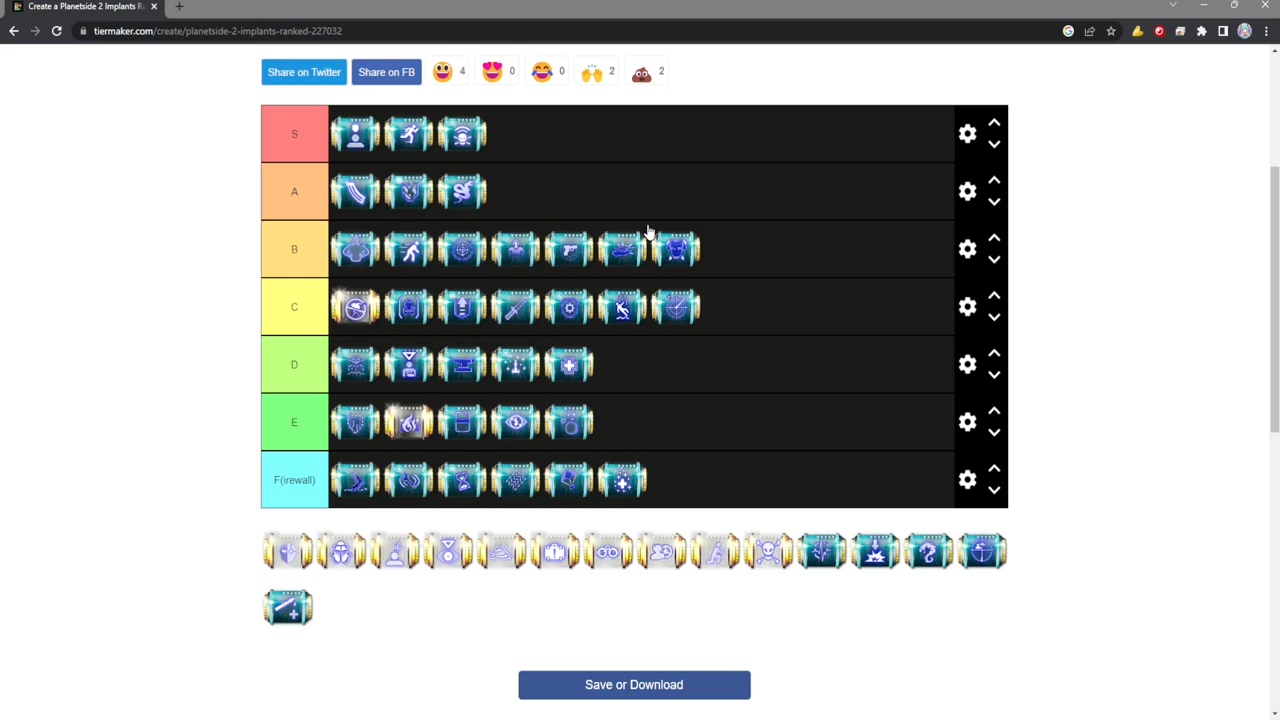 Create a Planetside 2 Implants Ra
tiermaker.com/create/planetside-2-implants-ranked-227032
Share on Twitter
Share on FB
4
0
0
2
2
S
A
B
C
D
E
F(irewall)
Save or Download